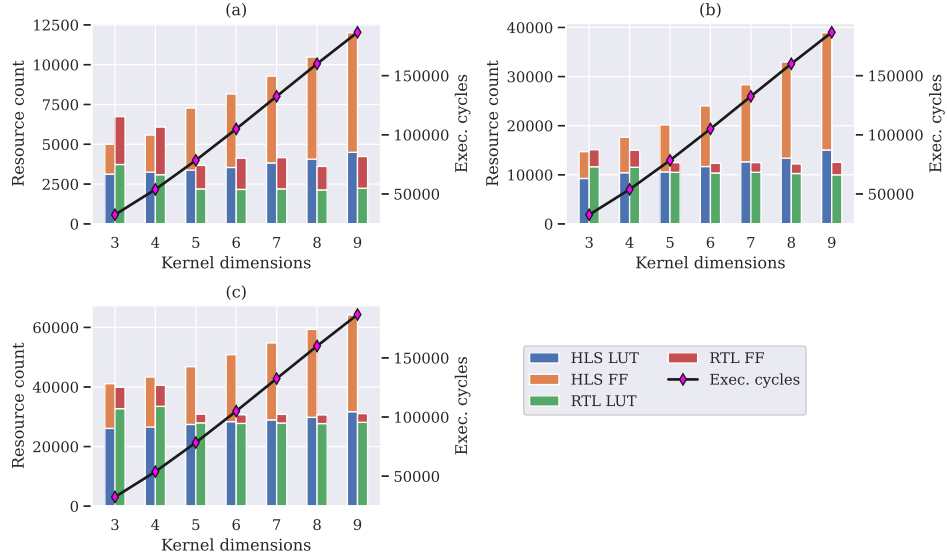 (a)
12500
10000
7500
5000
2500
0
Resource count
150000
100000
50000
Exec. cycles
3 4 5 6 7 8 9
Kernel dimensions
(b)
40000
30000
20000
10000
0
Resource count
150000
100000
50000
Exec. cycles
3 4 5 6 7 8 9
Kernel dimensions
(c)
60000
40000
20000
0
Resource count
150000
100000
50000
Exec. cycles
3 4 5 6 7 8 9
Kernel dimensions
HLS LUT
HLS FF
RTL LUT
RTL FF
Exec. cycles